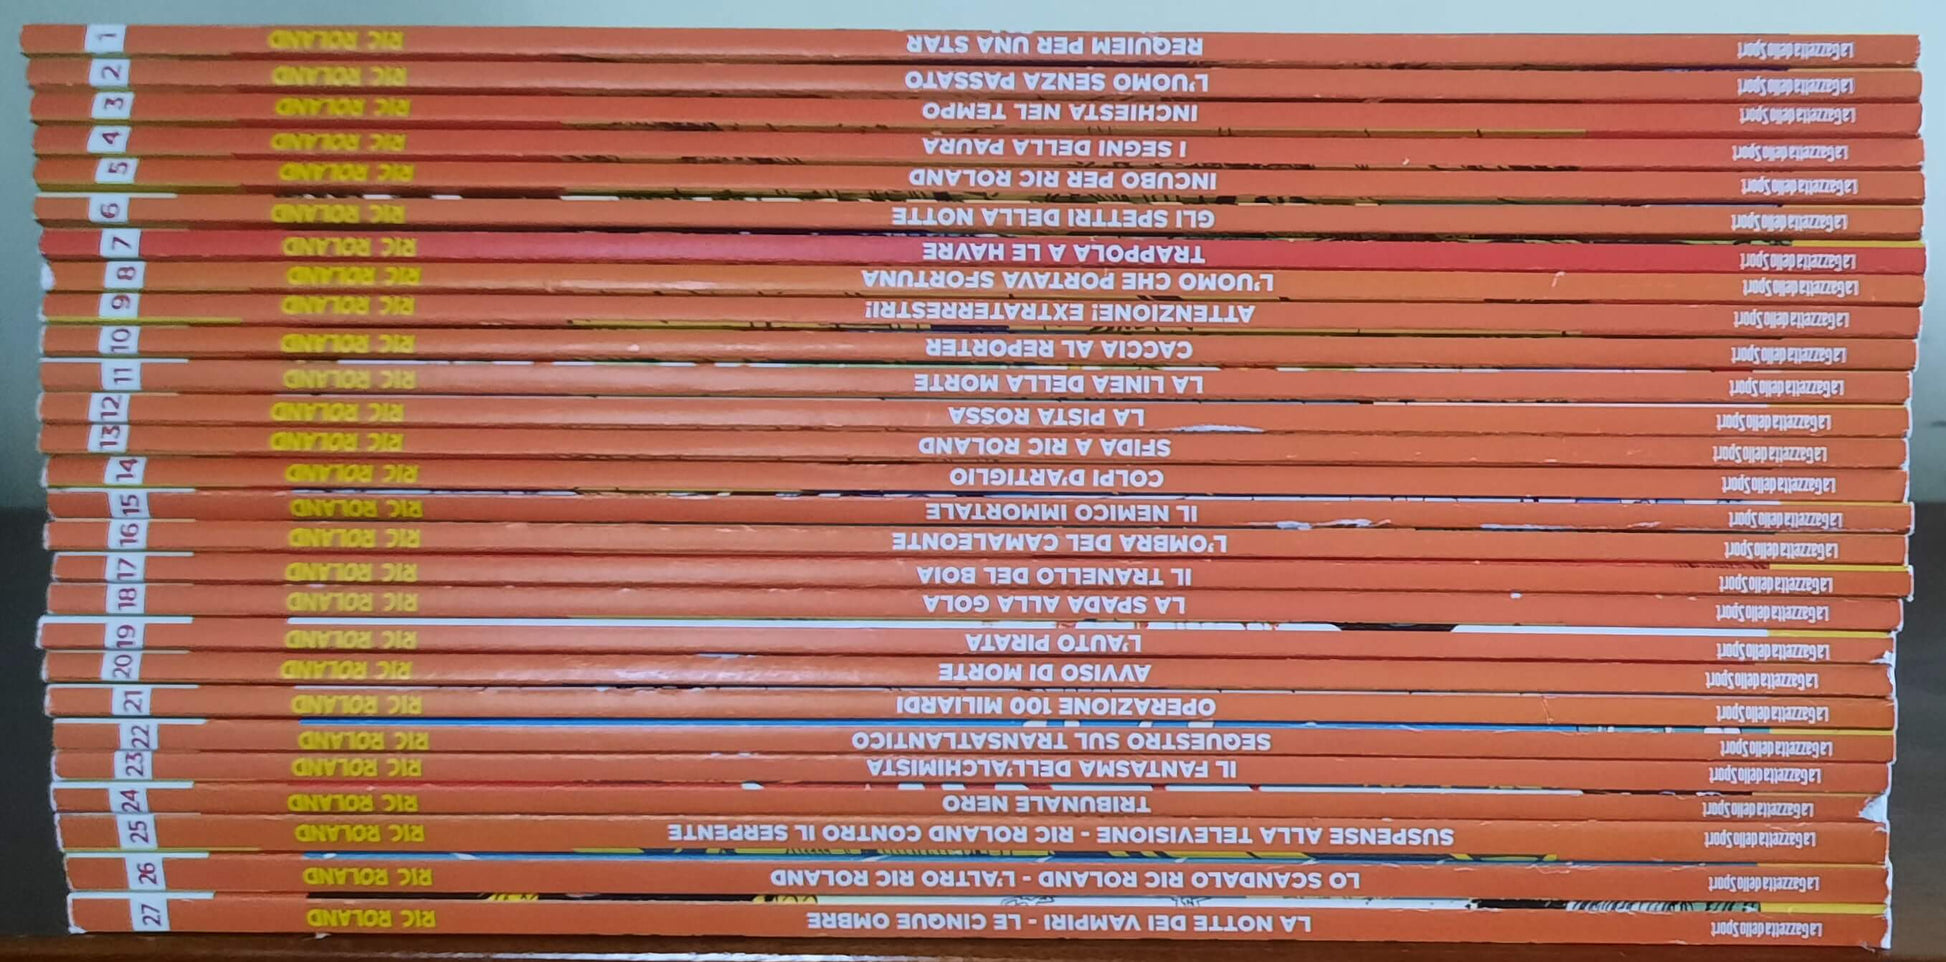 1 RIC ROLAND REQUIEM PER UNA STAR La Gazzetta dello Sport
2 RIC ROLAND L'UOMO SENZA PASSATO La Gazzetta dello Sport
3 RIC ROLAND INCHIESTA NEL TEMPO La Gazzetta dello Sport
4 RIC ROLAND I SEGNI DELLA PAURA La Gazzetta dello Sport
5 RIC ROLAND INCUBO PER RIC ROLAND La Gazzetta dello Sport
6 RIC ROLAND GLI SPETTRI DELLA NOTTE La Gazzetta dello Sport
7 RIC ROLAND TRAPPOLA A LE HAVRE La Gazzetta dello Sport
8 RIC ROLAND L'UOMO CHE PORTAVA SFORTUNA La Gazzetta dello Sport
9 RIC ROLAND ATTENZIONE! EXTRATERRESTRI! La Gazzetta dello Sport
10 RIC ROLAND CACCIA AL REPORTER La Gazzetta dello Sport
11 RIC ROLAND LA LINEA DELLA MORTE La Gazzetta dello Sport
12 RIC ROLAND LA PISTA ROSSA La Gazzetta dello Sport
13 RIC ROLAND SFIDA A RIC ROLAND La Gazzetta dello Sport
14 RIC ROLAND COLPI D'ARTIGLIO La Gazzetta dello Sport
15 RIC ROLAND IL NEMICO IMMORTALE La Gazzetta dello Sport
16 RIC ROLAND L'OMBRA DEL CAMALEONTE La Gazzetta dello Sport
17 RIC ROLAND IL TRANELLO DEL BOIA La Gazzetta dello Sport
18 RIC ROLAND LA SPADA ALLA GOLA La Gazzetta dello Sport
19 RIC ROLAND L'AUTO PIRATA La Gazzetta dello Sport
20 RIC ROLAND AVVISO DI MORTE La Gazzetta dello Sport
21 RIC ROLAND OPERAZIONE 100 MILIARDI La Gazzetta dello Sport
22 RIC ROLAND SEQUESTRO SUL TRANSATLANTICO La Gazzetta dello Sport
23 RIC ROLAND IL FANTASMA DELL'ALCHIMISTA La Gazzetta dello Sport
24 RIC ROLAND TRIBUNALE NERO La Gazzetta dello Sport
25 RIC ROLAND SUSPENSE ALLA TELEVISIONE - RIC ROLAND CONTRO IL SERPENTE La Gazzetta dello Sport
26 RIC ROLAND LO SCANDALO RIC ROLAND - L'ALTRO RIC ROLAND La Gazzetta dello Sport
27 RIC ROLAND LA NOTTE DEI VAMPIRI - LE CINQUE OMBRE La Gazzetta dello Sport